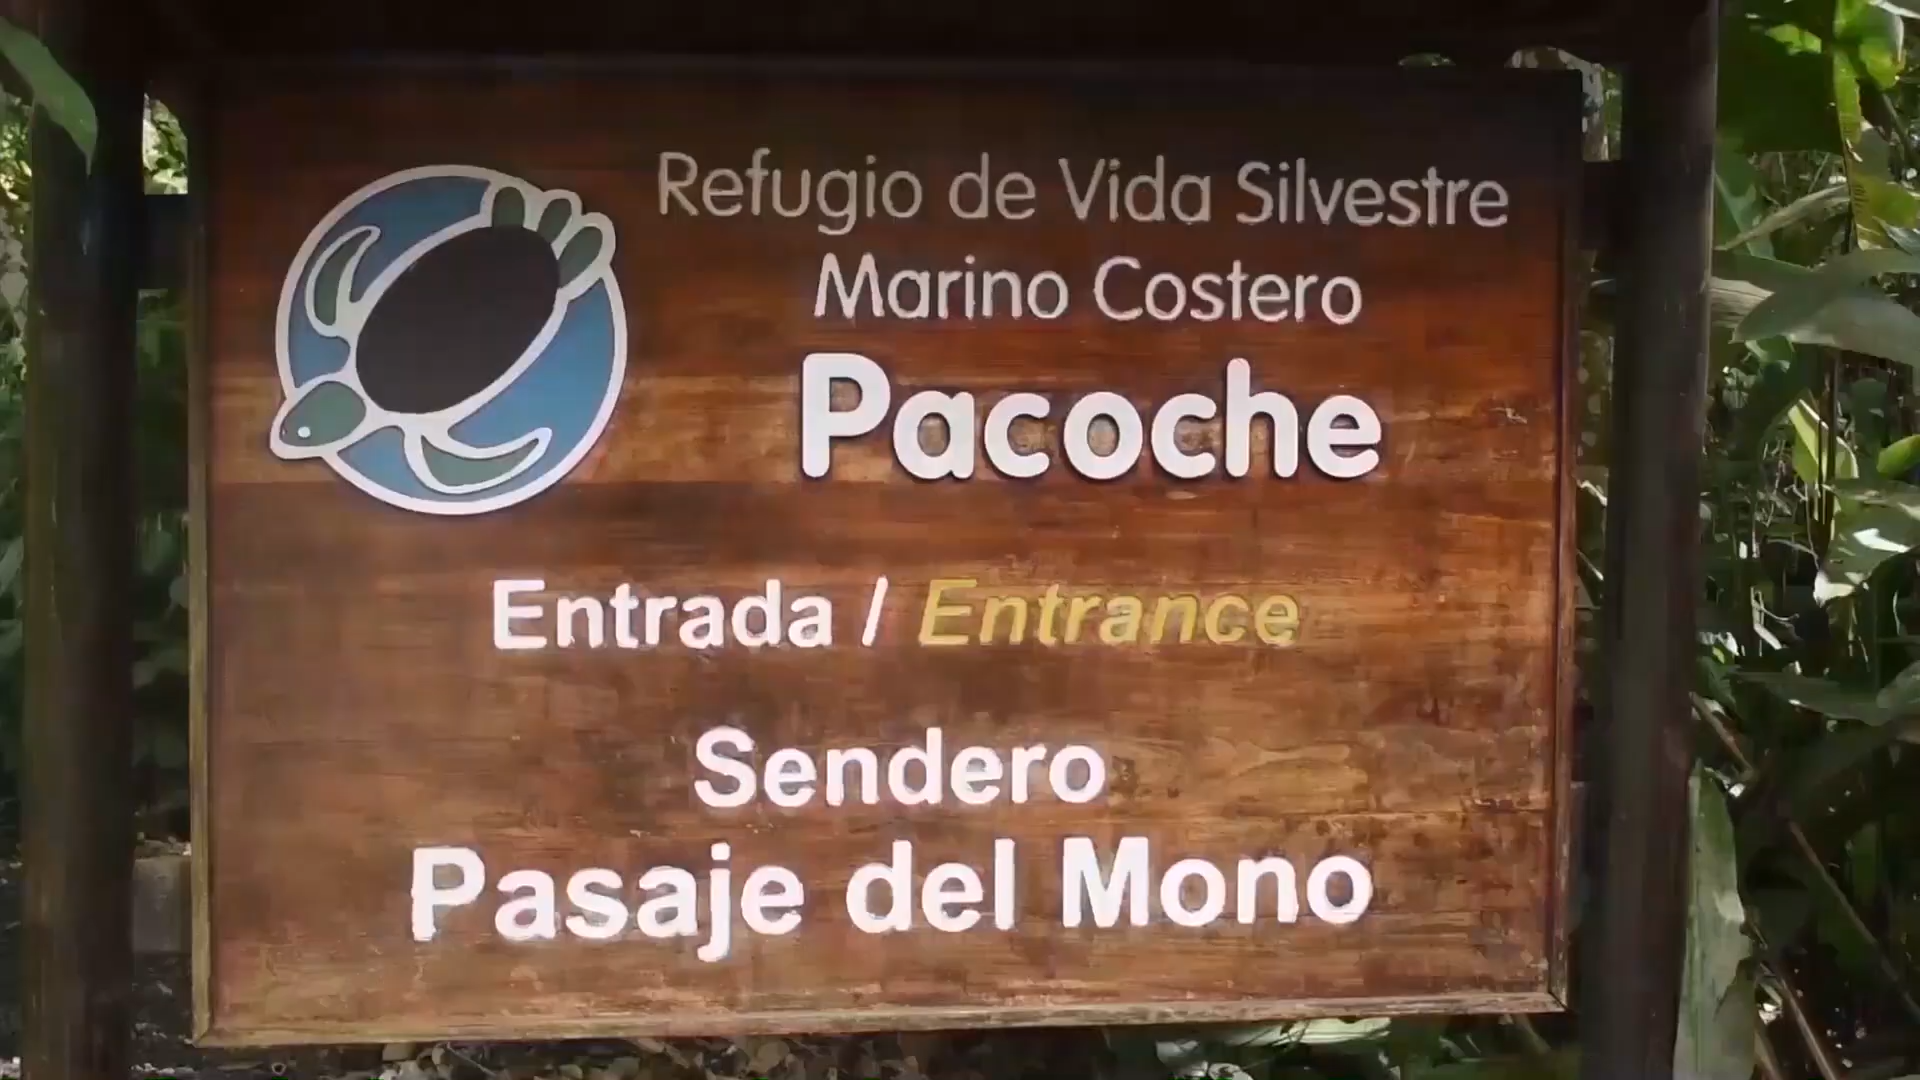 Refugio de Vida Silvestre
Marino Costero
Pacoche
Entrada / Entrance
Sendero
Pasaje del Mono